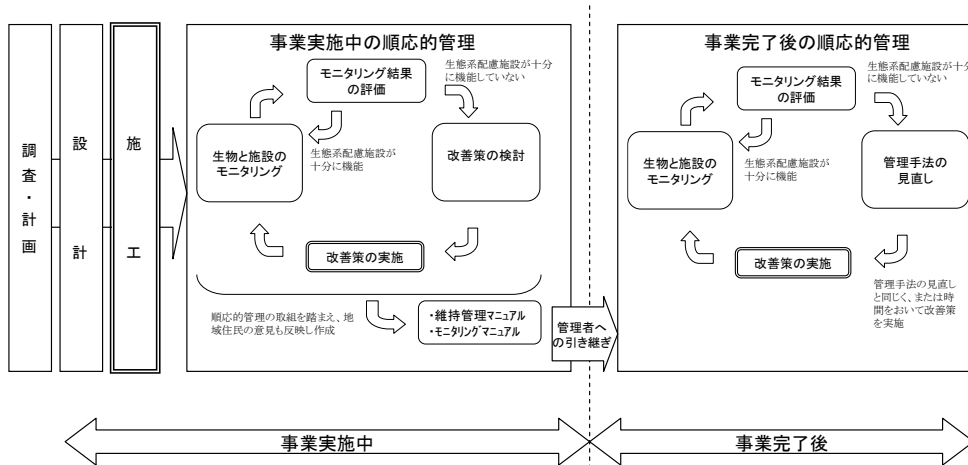 調査・計画
設計
施工
事業実施中の順応的管理
モニタリング結果
の評価
生態系配慮施設が十分
に機能していない
生物と施設の
モニタリング
生態系配慮施設が
十分に機能
改善策の検討
改善策の実施
順応的管理の取組を踏まえ、地
域住民の意見も反映し作成
・維持管理マニュアル
・モニタリングマニュアル
管理者へ
の引き継ぎ
事業完了後の順応的管理
モニタリング結果
の評価
生態系配慮施設が十分
に機能していない
生物と施設の
モニタリング
生態系配慮施設が
十分に機能
管理手法の
見直し
改善策の実施
管理手法の見直し
と同じく、または時
間をおいて改善策
を実施
事業実施中
事業完了後